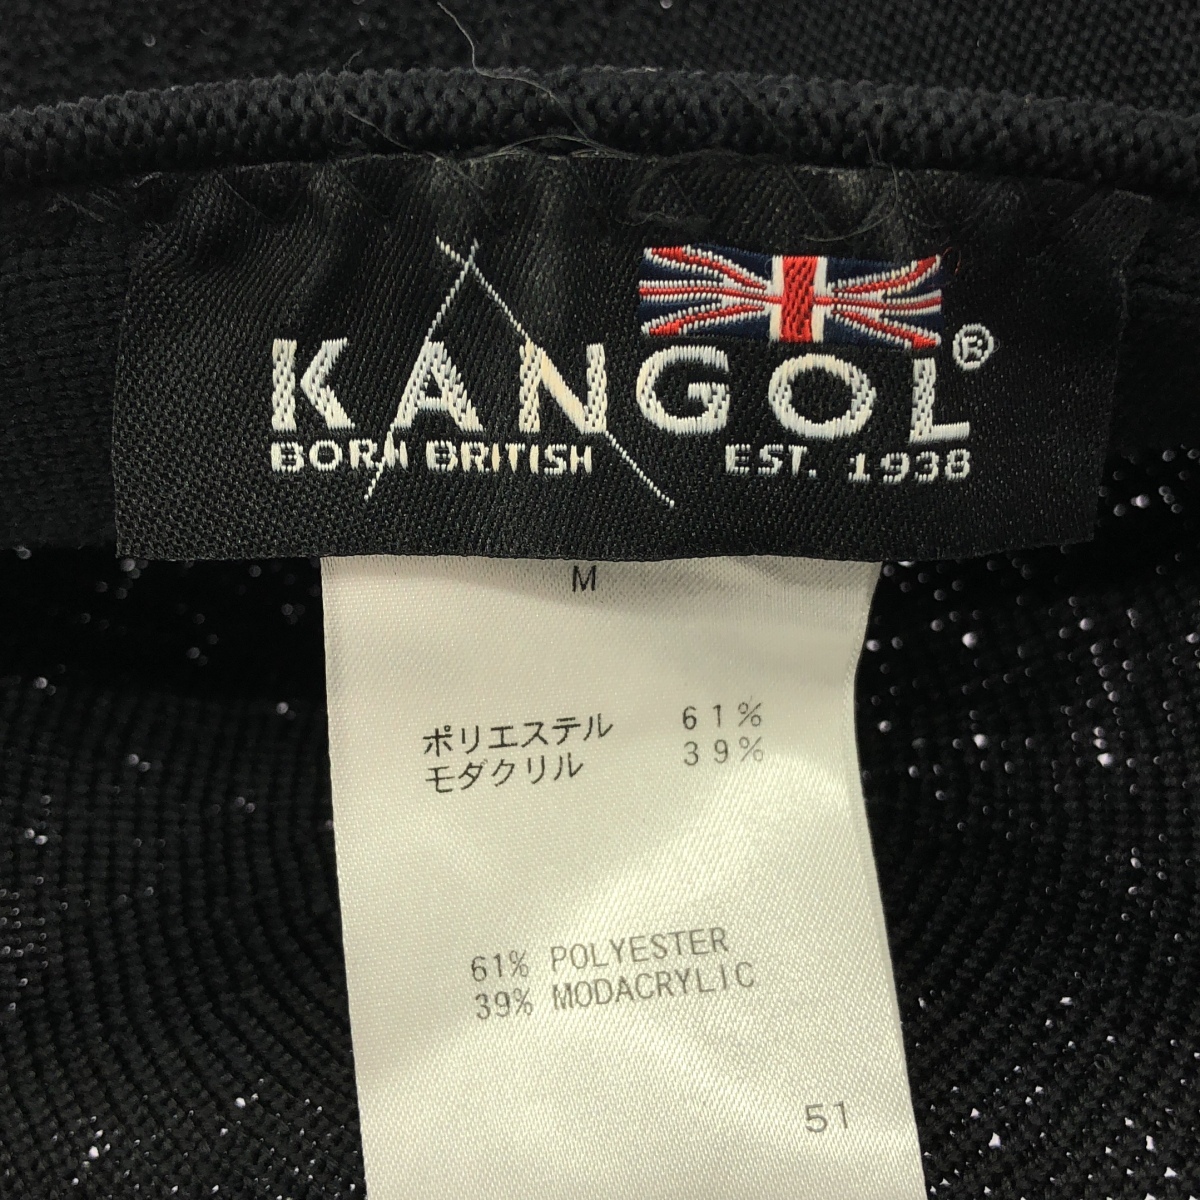 KANGOL®
BORN BRITISH EST. 1938
M
ポリエステル 61%
モダクリル 39%
61% POLYESTER
39% MODACRYLIC
51